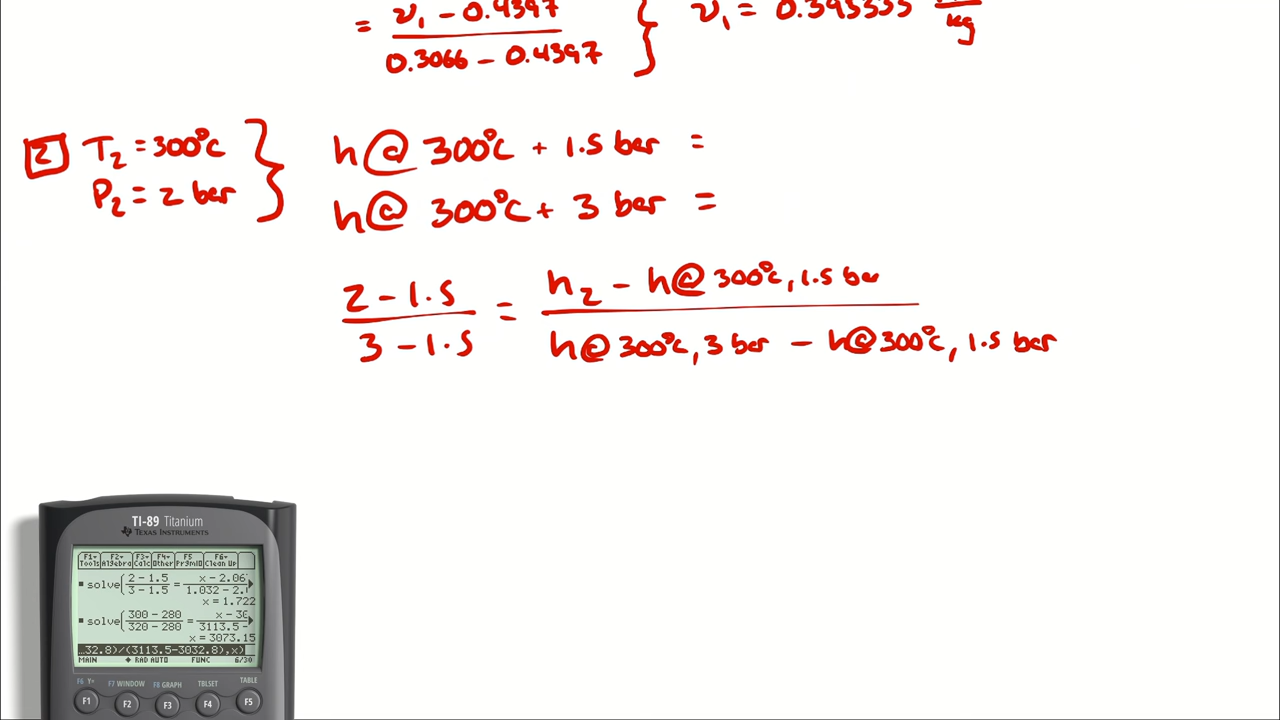 = v₁ - 0.4397 / 0.3066 - 0.4397 } v₁ = 0.393333 /kg
2 T₂ = 300°C } h@ 300°C + 1.5 bar =
P₂ = 2 bar h@ 300°C + 3 bar =
2 - 1.5 / 3 - 1.5 = h₂ - h@ 300°C, 1.5 bar / h@ 300°C, 3 bar - h@ 300°C, 1.5 bar
TI-89 Titanium
TEXAS INSTRUMENTS
F1 Tools F2 Algebra F3 Calc F4 Other F5 PrgmIO F6 Clean Up
solve(2 - 1.5 / 3 - 1.5 = x - 2.06 / 1.032 - 2.
x = 1.722
solve(300 - 280 / 320 - 280 = x - 30 / 3113.5 -
x = 3073.15
...32.8)/(3113.5-3032.8),x)
MAIN RAD AUTO FUNC 6/30
F6 Y= F7 WINDOW F8 GRAPH TBLSET TABLE
F1 F2 F3 F4 F5